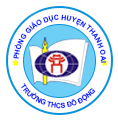 PHÒNG GIÁO DỤC HUYỆN THANH OAI
TRƯỜNG THCS ĐỖ ĐỘNG